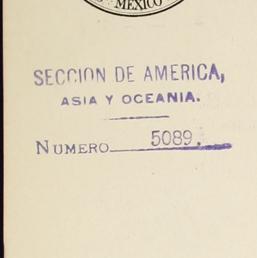 MEXICO
SECCION DE AMERICA,
ASIA Y OCEANIA.
NUMERO 5089.